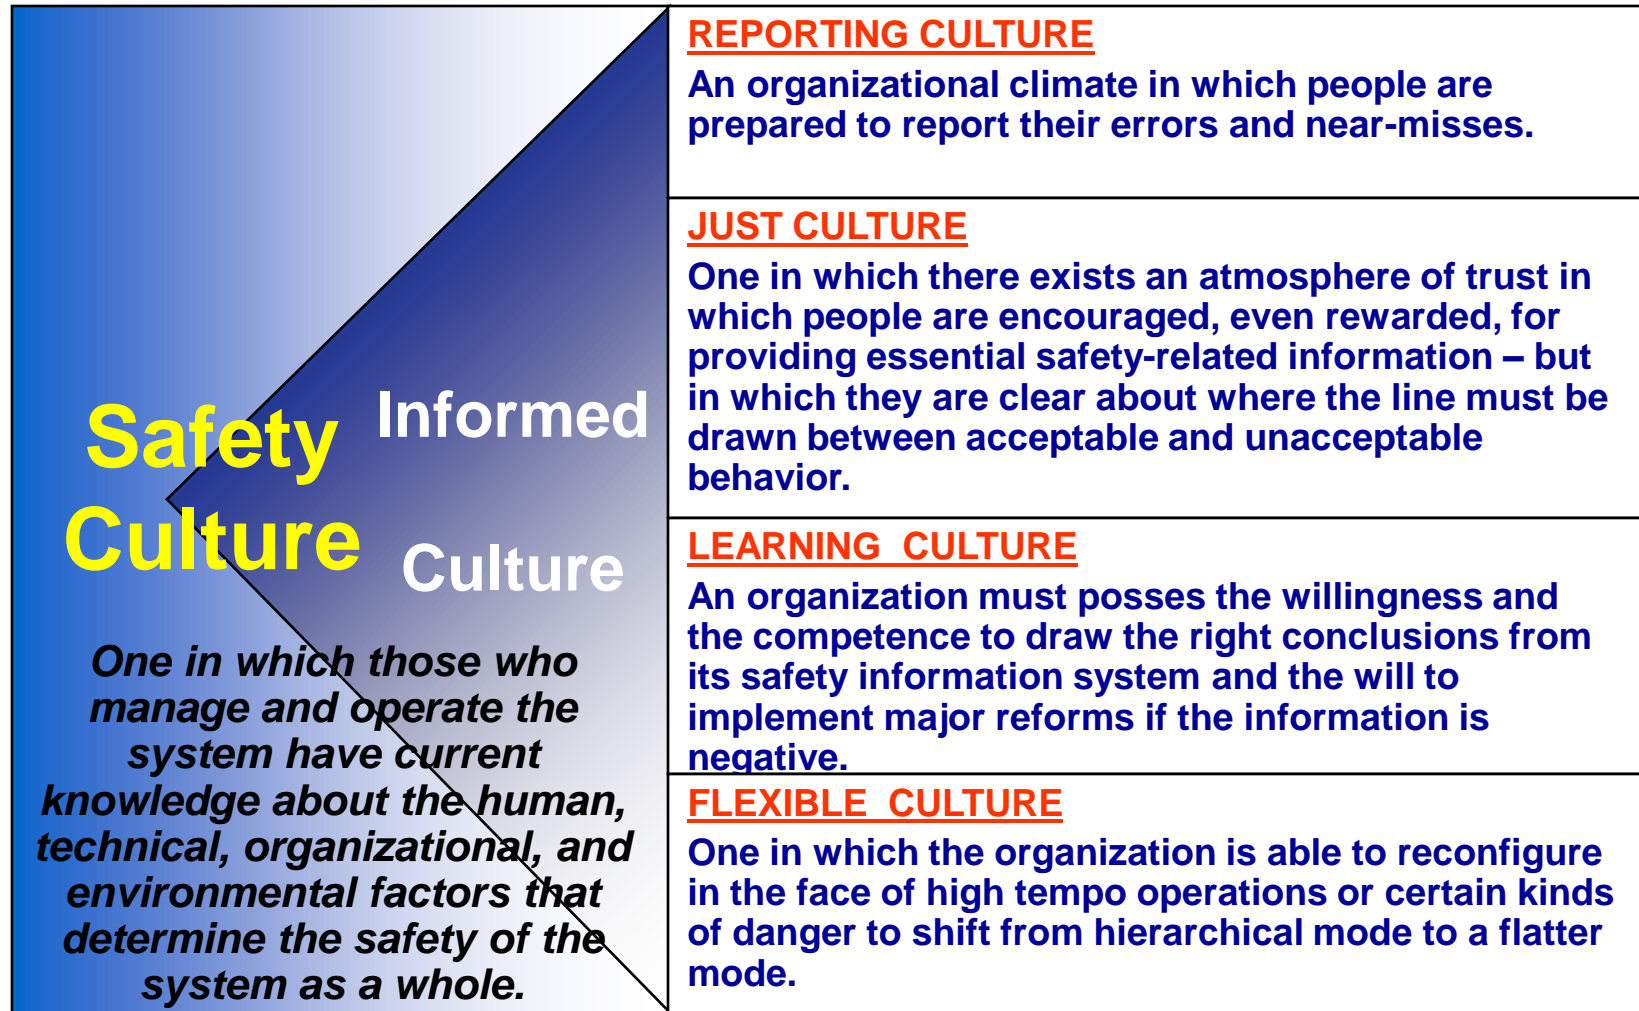 Safety
Culture
Informed
Culture
One in which those who
manage and operate the
system have current
knowledge about the human,
technical, organizational, and
environmental factors that
determine the safety of the
system as a whole.
REPORTING CULTURE
An organizational climate in which people are
prepared to report their errors and near-misses.
JUST CULTURE
One in which there exists an atmosphere of trust in
which people are encouraged, even rewarded, for
providing essential safety-related information – but
in which they are clear about where the line must be
drawn between acceptable and unacceptable
behavior.
LEARNING CULTURE
An organization must posses the willingness and
the competence to draw the right conclusions from
its safety information system and the will to
implement major reforms if the information is
negative.
FLEXIBLE CULTURE
One in which the organization is able to reconfigure
in the face of high tempo operations or certain kinds
of danger to shift from hierarchical mode to a flatter
mode.